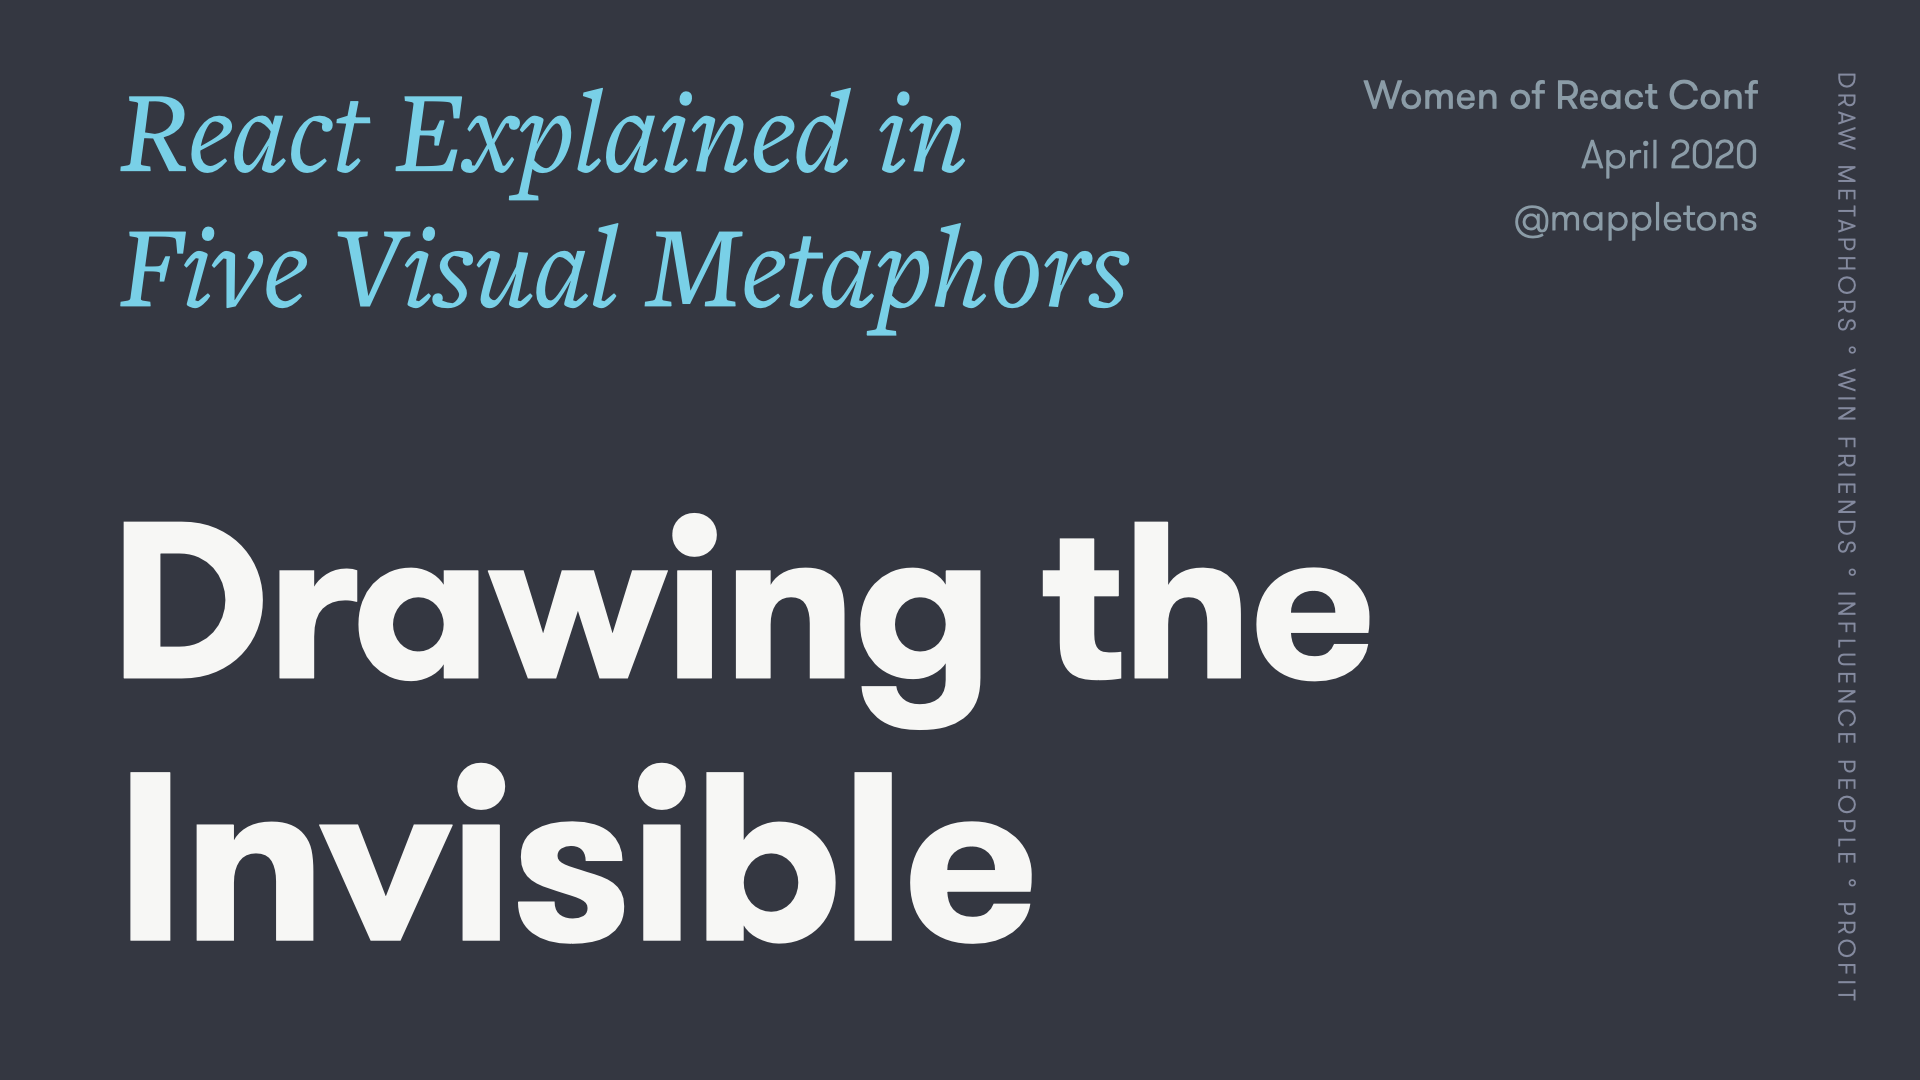 React Explained in
Five Visual Metaphors
Women of React Conf
April 2020
@mappletons
Drawing the
Invisible
DRAW METAPHORS ° WIN FRIENDS ° INFLUENCE PEOPLE ° PROFIT